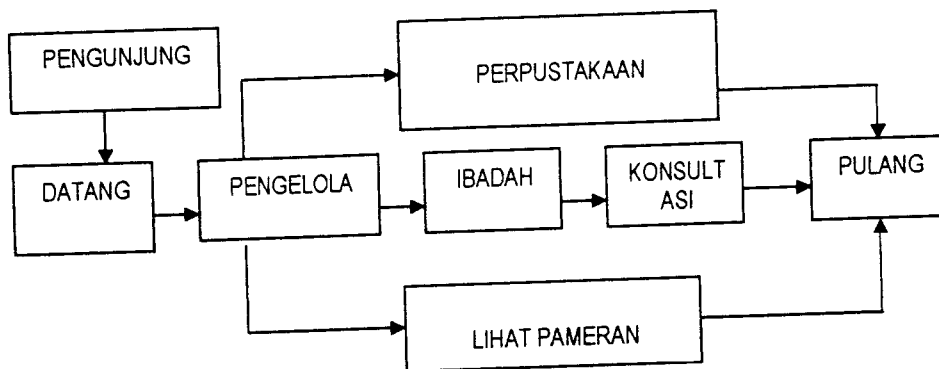 PENGUNJUNG
PERPUSTAKAAN
DATANG
PENGELOLA
IBADAH
KONSULT
ASI
PULANG
LIHAT PAMERAN